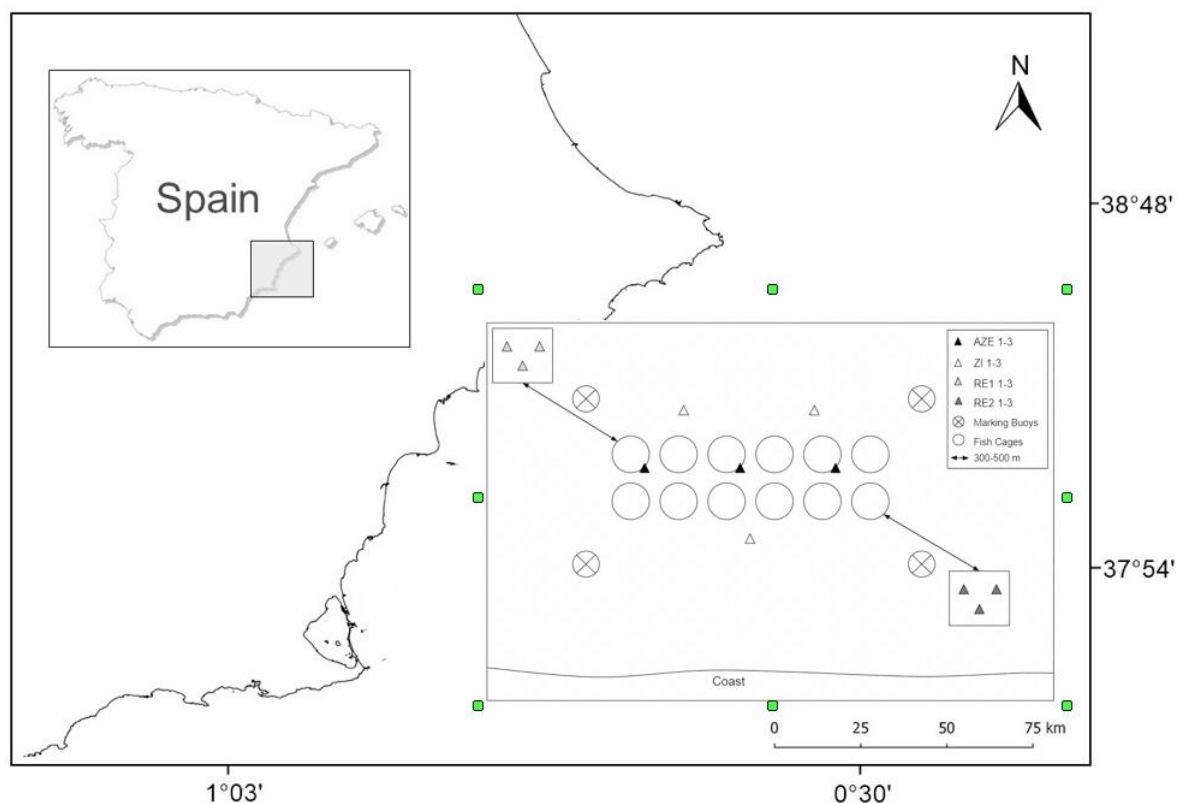 N
Spain
38°48'
AZE 1-3
ZI 1-3
RE1 1-3
RE2 1-3
Marking Buoys
Fish Cages
300-500 m
37°54'
Coast
0 25 50 75 km
1°03' 0°30'